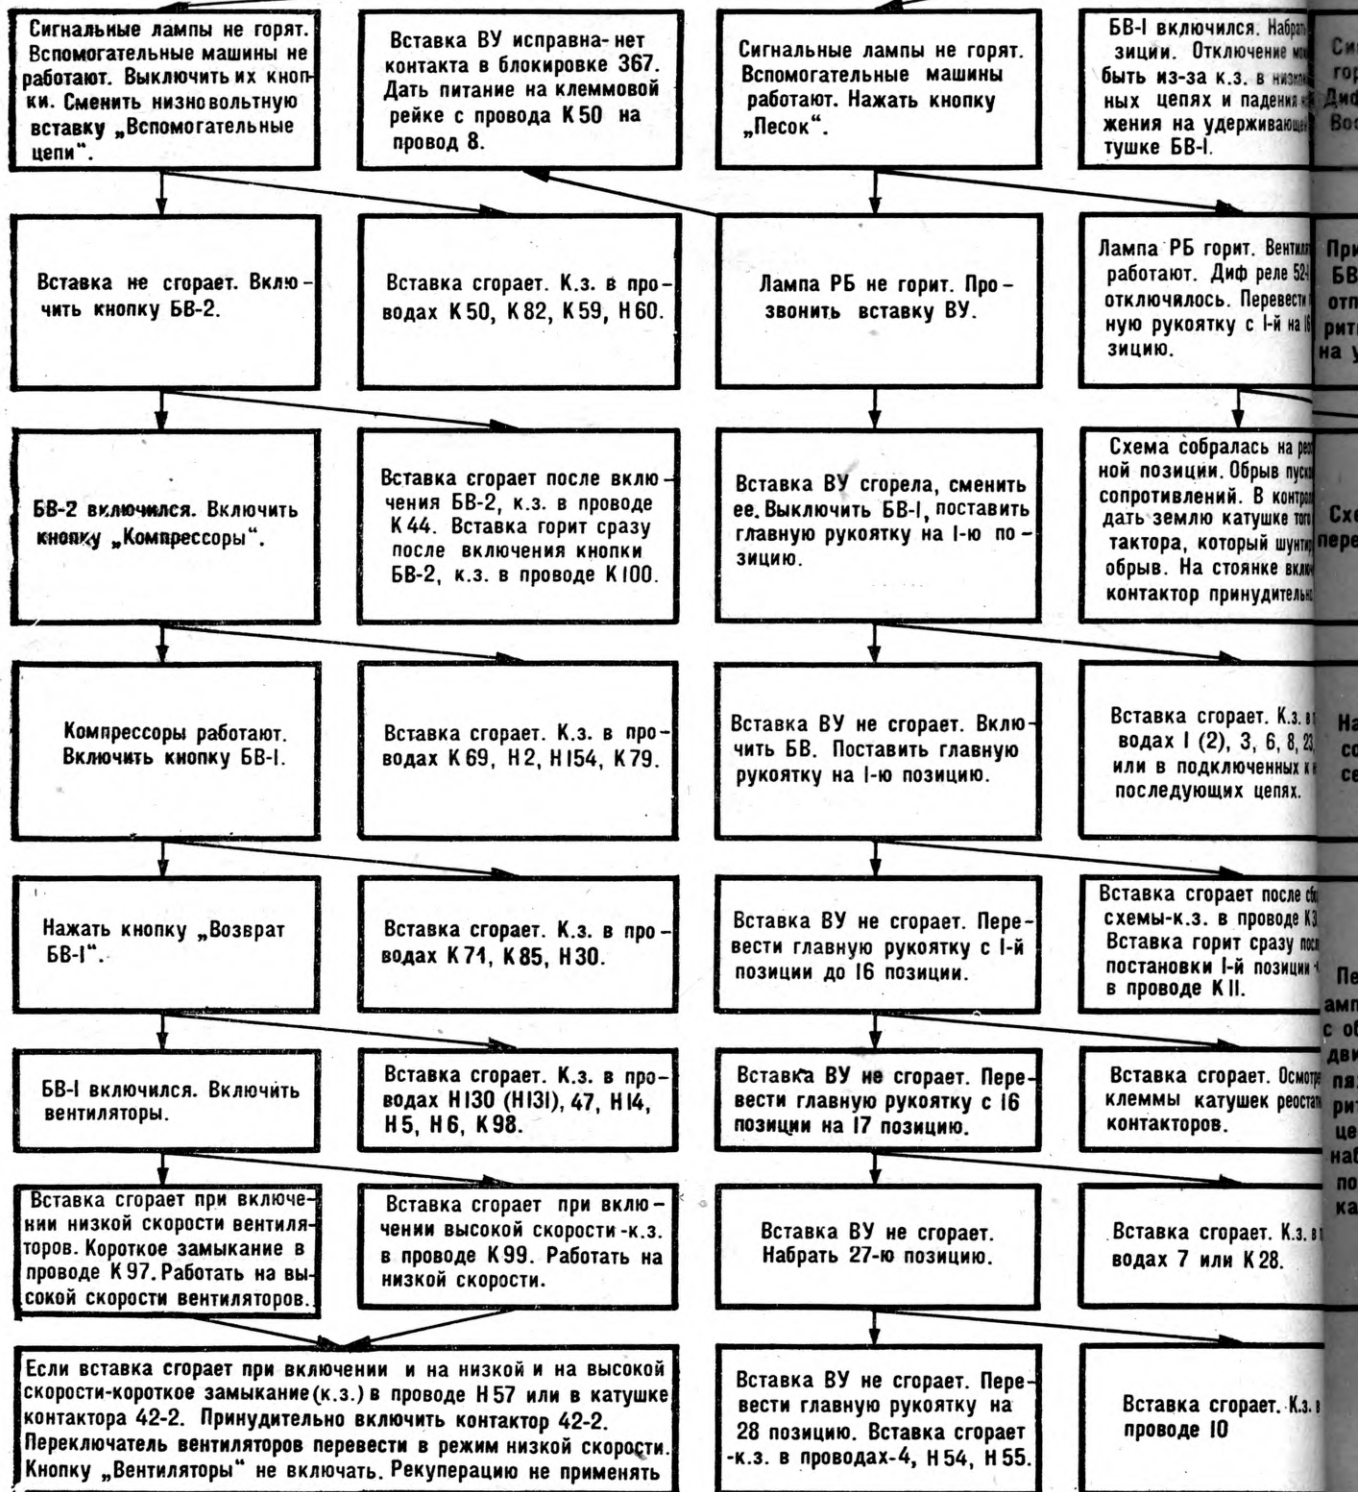 Сигнальные лампы не горят.
Вспомогательные машины не
работают. Выключить их кноп-
ки. Сменить низновольтную
вставку „Вспомогательные
цепи“.
Вставка ВУ исправна-нет
контакта в блокировке 367.
Дать питание на клеммовой
рейке с провода К50 на
провод 8.
Сигнальные лампы не горят.
Вспомогательные машины
работают. Нажать кнопку
„Песок“.
БВ-I включился.
зиции. Отключение
быть из-за к.з. в
ных цепях и падения
жения на
тушке БВ-I.
Вставка не сгорает. Вклю-
чить кнопку БВ-2.
Вставка сгорает. К.з. в про-
водах К50, К82, К59, Н60.
Лампа РБ не горит. Про-
звонить вставку ВУ.
Лампа РБ горит.
работают. Диф реле
отключилось. Перевести
ную рукоятку с I-й на
зицию.
БВ-2 включился. Включить
кнопку „Компрессоры“.
Вставка сгорает после вклю-
чения БВ-2, к.з. в проводе
К44. Вставка горит сразу
после включения кнопки
БВ-2, к.з. в проводе К100.
Вставка ВУ сгорела, сменить
ее. Выключить БВ-I, поставить
главную рукоятку на I-ю по-
зицию.
Схема собралась на
ной позиции. Обрыв
сопротивлений. В
дать землю катушке
тактора, который
обрыв. На стоянке
контактор
Компрессоры работают.
Включить кнопку БВ-I.
Вставка сгорает. К.з. в про-
водах К69, Н2, Н154, К79.
Вставка ВУ не сгорает. Вклю-
чить БВ. Поставить главную
рукоятку на I-ю позицию.
Вставка сгорает. К.з.
водах I (2), 3, 6, 8,
или в подключенных к
последующих цепях.
Нажать кнопку „Возврат
БВ-I“.
Вставка сгорает. К.з. в про-
водах К71, К85, Н30.
Вставка ВУ не сгорает. Пере-
вести главную рукоятку с I-й
позиции до 16 позиции.
Вставка сгорает после
схемы-к.з. в проводе
Вставка горит сразу
постановки I-й позиции
в проводе К11.
БВ-I включился. Включить
вентиляторы.
Вставка сгорает. К.з. в про-
водах Н130 (Н131), 47, Н14,
Н5, Н6, К98.
Вставка ВУ не сгорает. Пере-
вести главную рукоятку с 16
позиции на 17 позицию.
Вставка сгорает.
клеммы катушек
контакторов.
Вставка сгорает при включе-
нии низкой скорости вентиля-
торов. Короткое замыкание в
проводе К97. Работать на вы-
сокой скорости вентиляторов.
Вставка сгорает при вклю-
чении высокой скорости-к.з.
в проводе К99. Работать на
низкой скорости.
Вставка ВУ не сгорает.
Набрать 27-ю позицию.
Вставка сгорает. К.з. в
водах 7 или К28.
Если вставка сгорает при включении и на низкой и на высокой
скорости-короткое замыкание (к.з.) в проводе Н57 или в катушке
контактора 42-2. Принудительно включить контактор 42-2.
Переключатель вентиляторов перевести в режим низкой скорости.
Кнопку „Вентиляторы“ не включать. Рекуперацию не применять
Вставка ВУ не сгорает. Пере-
вести главную рукоятку на
28 позицию. Вставка сгорает
-к.з. в проводах-4, Н54, Н55.
Вставка сгорает. К.з. в
проводе 10